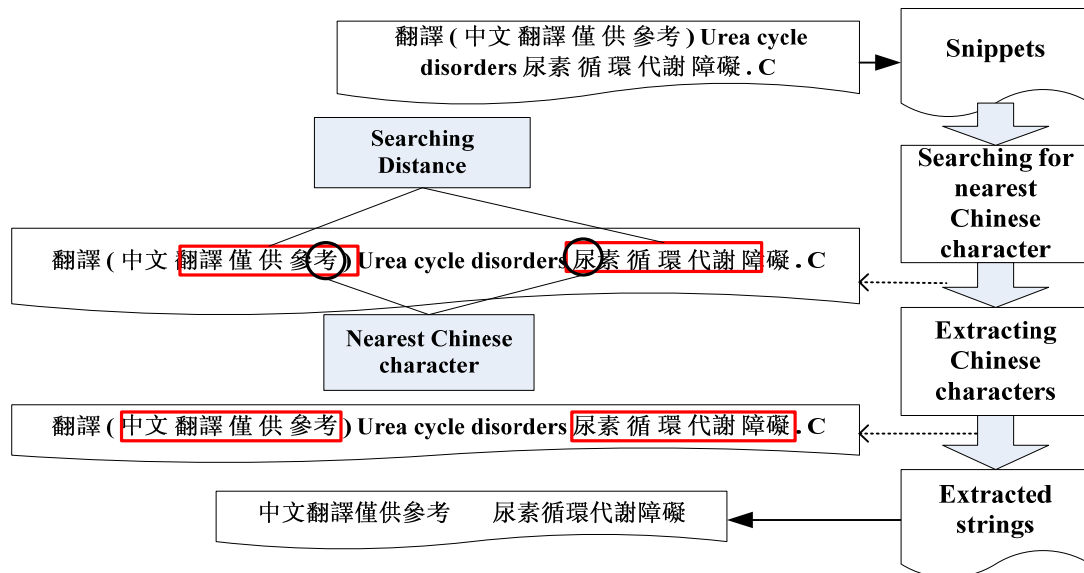 翻譯 ( 中文 翻譯 僅 供 參考 ) Urea cycle
disorders 尿素 循 環 代謝 障礙 . C
Snippets
Searching
Distance
Searching for
nearest
Chinese
character
翻譯 ( 中文 翻譯 僅 供 參考 ) Urea cycle disorders 尿素 循 環 代謝 障礙 . C
Nearest Chinese
character
Extracting
Chinese
characters
翻譯 ( 中文 翻譯 僅 供 參考 ) Urea cycle disorders 尿素 循 環 代謝 障礙 . C
中文翻譯僅供參考 尿素循環代謝障礙
Extracted
strings